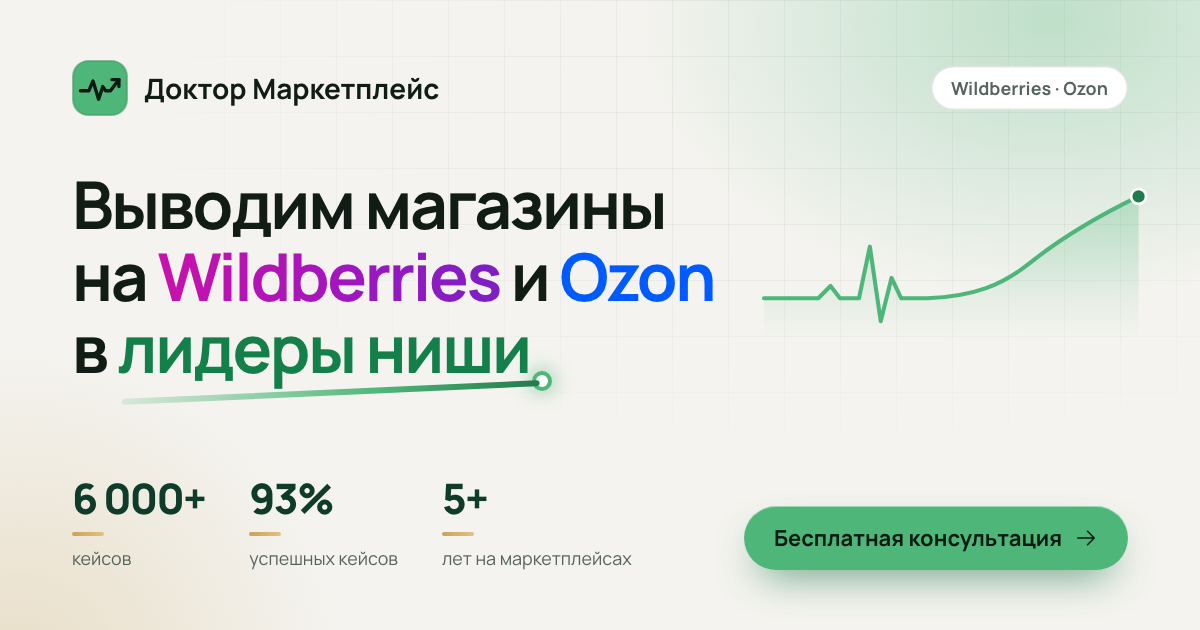 Доктор Маркетплейс
Wildberries · Ozon
Выводим магазины
на Wildberries и Ozon
в лидеры ниши
6 000+
кейсов
93%
успешных кейсов
5+
лет на маркетплейсах
Бесплатная консультация →